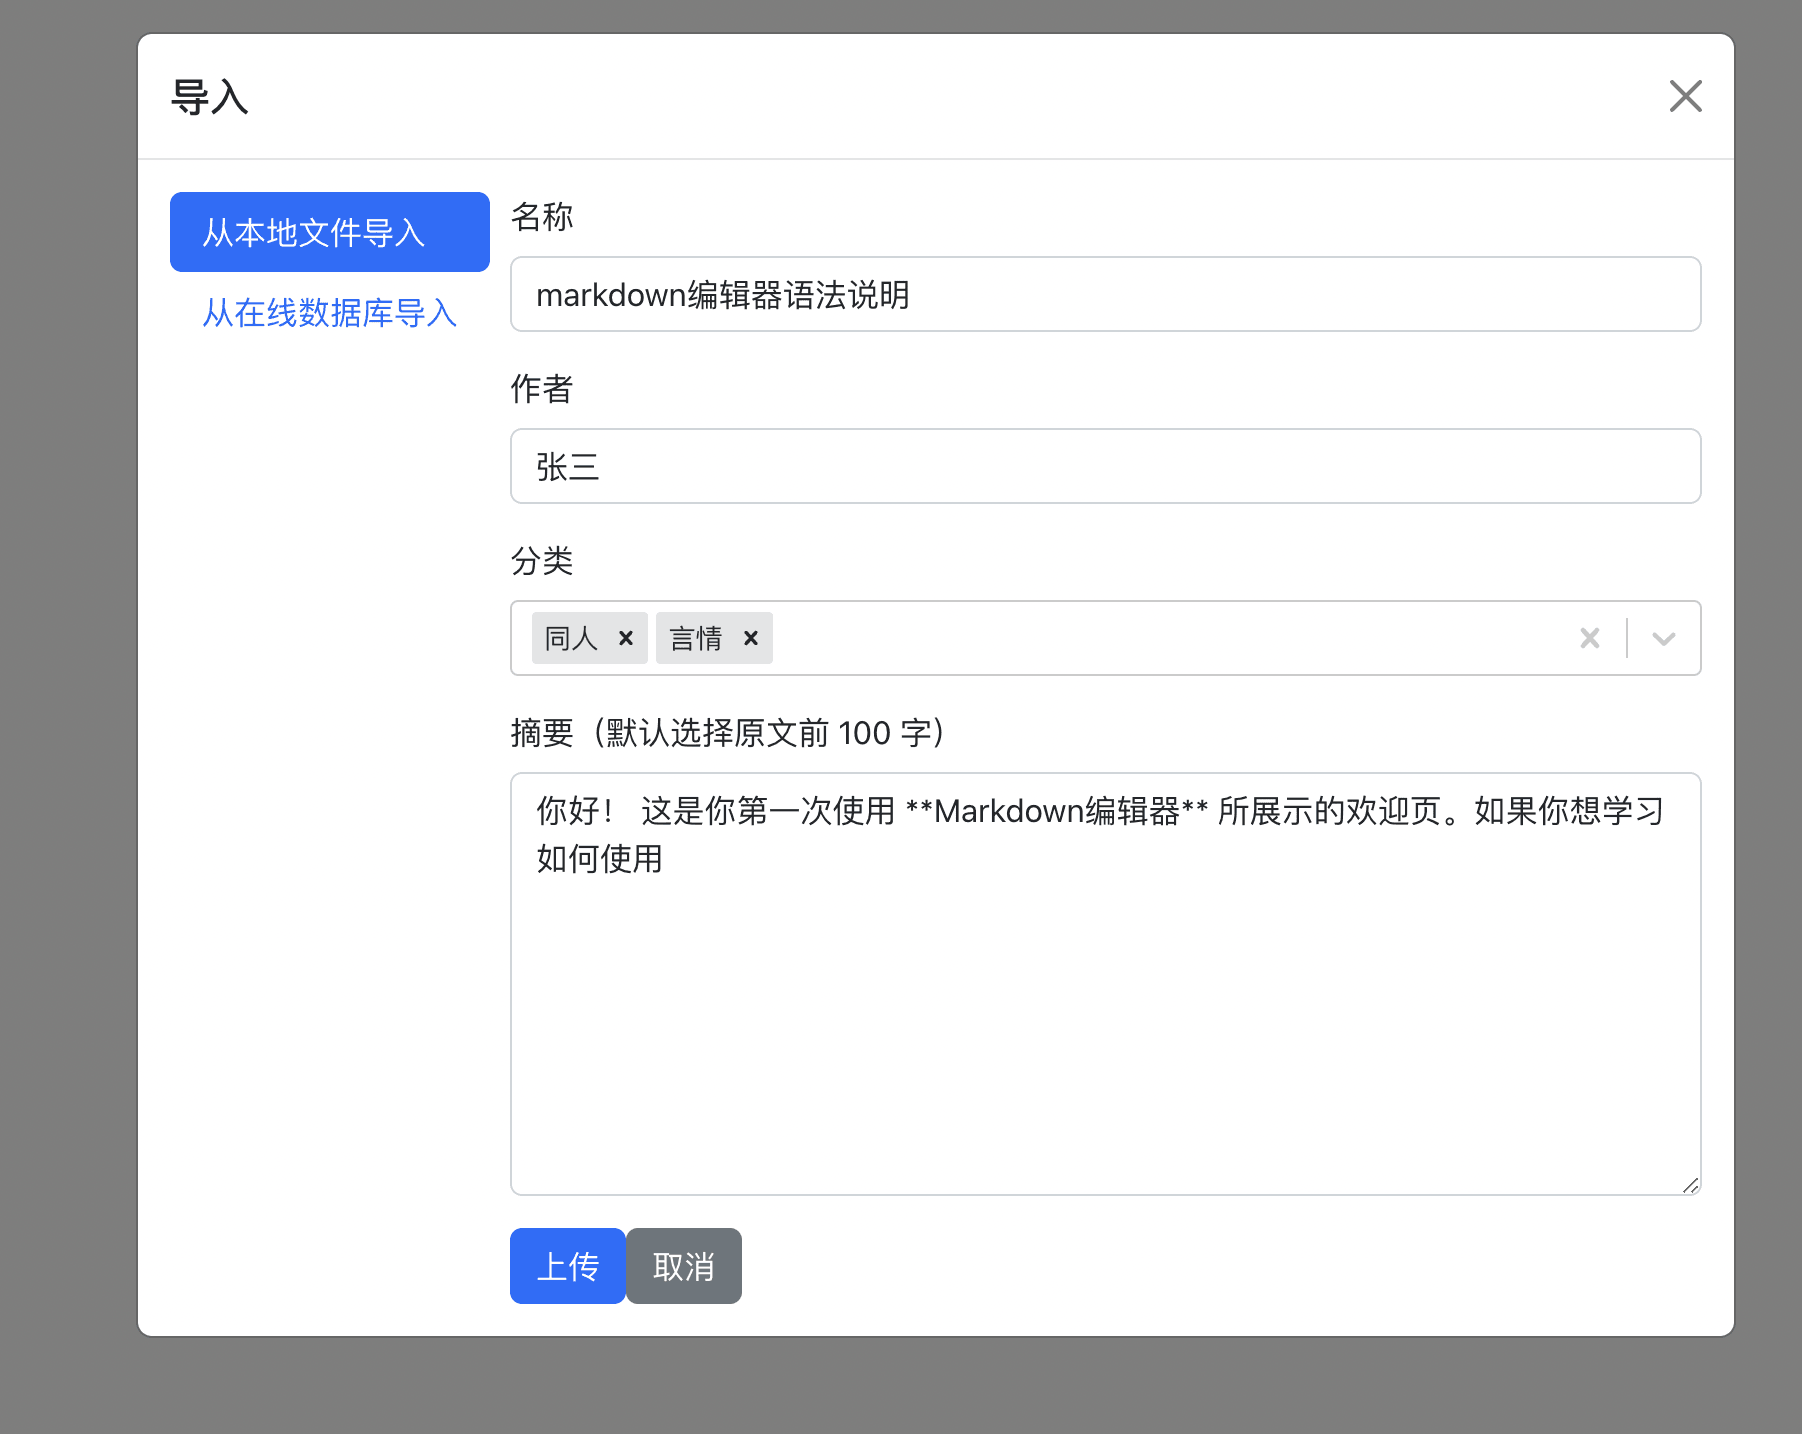 导入
从本地文件导入
从在线数据库导入
名称
markdown编辑器语法说明
作者
张三
分类
同人
言情
摘要（默认选择原文前 100 字）
你好！ 这是你第一次使用 **Markdown编辑器** 所展示的欢迎页。如果你想学习
如何使用
上传
取消